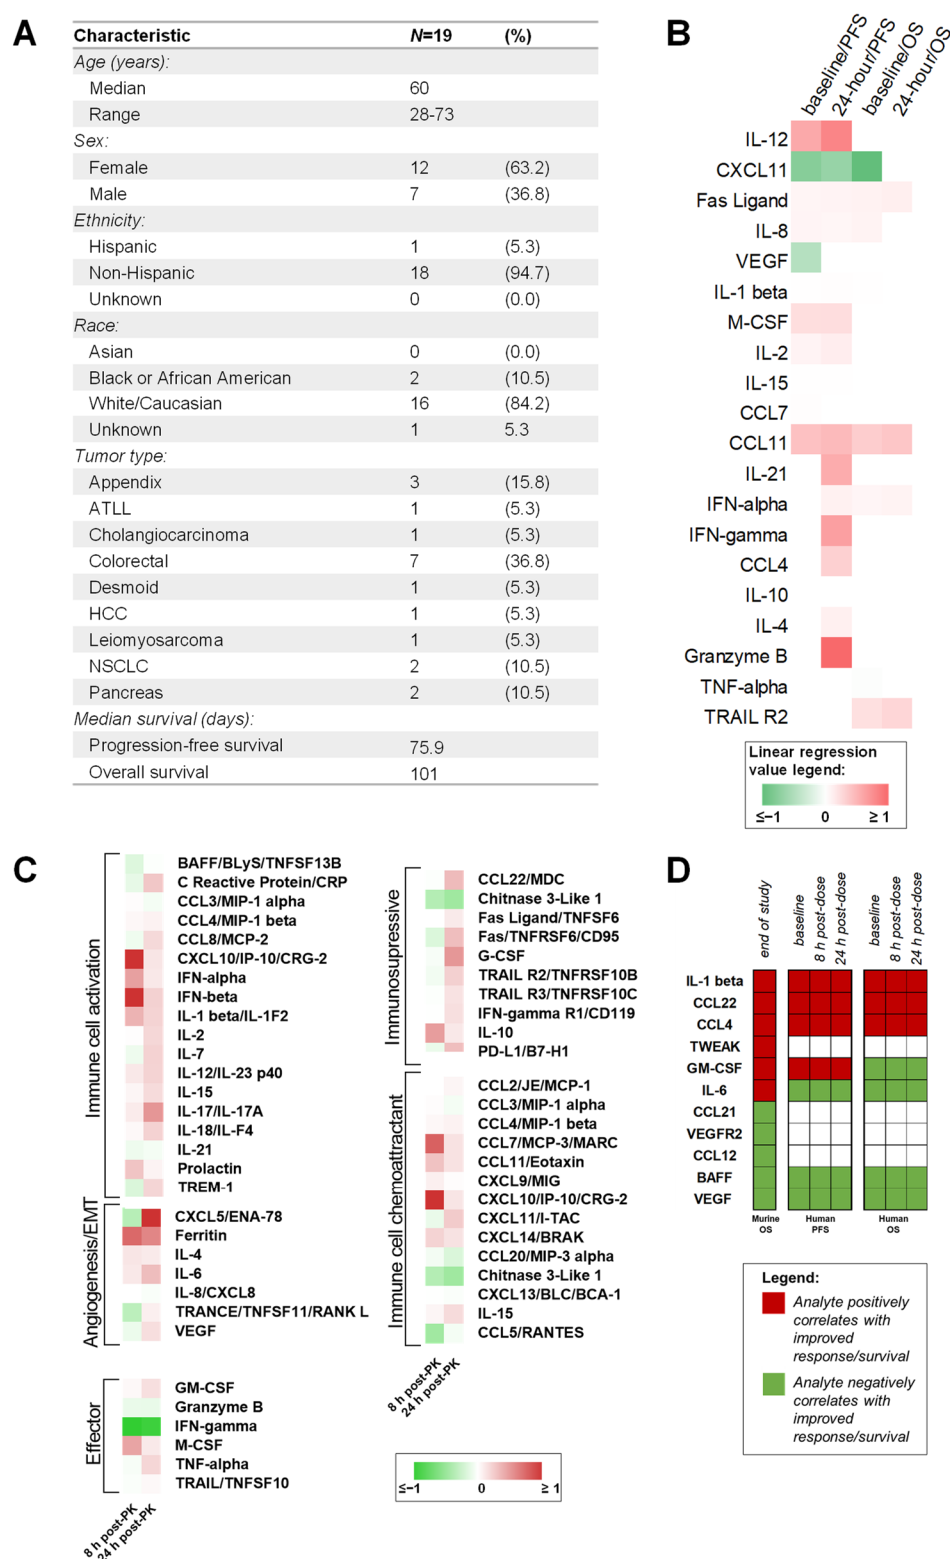 A
Characteristic N=19 (%)
Age (years):
Median 60
Range 28-73
Sex:
Female 12 (63.2)
Male 7 (36.8)
Ethnicity:
Hispanic 1 (5.3)
Non-Hispanic 18 (94.7)
Unknown 0 (0.0)
Race:
Asian 0 (0.0)
Black or African American 2 (10.5)
White/Caucasian 16 (84.2)
Unknown 1 5.3
Tumor type:
Appendix 3 (15.8)
ATLL 1 (5.3)
Cholangiocarcinoma 1 (5.3)
Colorectal 7 (36.8)
Desmoid 1 (5.3)
HCC 1 (5.3)
Leiomyosarcoma 1 (5.3)
NSCLC 2 (10.5)
Pancreas 2 (10.5)
Median survival (days):
Progression-free survival 75.9
Overall survival 101
B
baseline/PFS
24-hour/PFS
baseline/OS
24-hour/OS
IL-12
CXCL11
Fas Ligand
IL-8
VEGF
IL-1 beta
M-CSF
IL-2
IL-15
CCL7
CCL11
IL-21
IFN-alpha
IFN-gamma
CCL4
IL-10
IL-4
Granzyme B
TNF-alpha
TRAIL R2
Linear regression
value legend:
≤−1 0 ≥ 1
C
Immune cell activation
BAFF/BLyS/TNFSF13B
C Reactive Protein/CRP
CCL3/MIP-1 alpha
CCL4/MIP-1 beta
CCL8/MCP-2
CXCL10/IP-10/CRG-2
IFN-alpha
IFN-beta
IL-1 beta/IL-1F2
IL-2
IL-7
IL-12/IL-23 p40
IL-15
IL-17/IL-17A
IL-18/IL-F4
IL-21
Prolactin
TREM-1
Angiogenesis/EMT
CXCL5/ENA-78
Ferritin
IL-4
IL-6
IL-8/CXCL8
TRANCE/TNFSF11/RANK L
VEGF
Effector
GM-CSF
Granzyme B
IFN-gamma
M-CSF
TNF-alpha
TRAIL/TNFSF10
8 h post-PK
24 h post-PK
Immunosupressive
CCL22/MDC
Chitnase 3-Like 1
Fas Ligand/TNFSF6
Fas/TNFRSF6/CD95
G-CSF
TRAIL R2/TNFRSF10B
TRAIL R3/TNFRSF10C
IFN-gamma R1/CD119
IL-10
PD-L1/B7-H1
Immune cell chemoattractant
CCL2/JE/MCP-1
CCL3/MIP-1 alpha
CCL4/MIP-1 beta
CCL7/MCP-3/MARC
CCL11/Eotaxin
CXCL9/MIG
CXCL10/IP-10/CRG-2
CXCL11/I-TAC
CXCL14/BRAK
CCL20/MIP-3 alpha
Chitnase 3-Like 1
CXCL13/BLC/BCA-1
IL-15
CCL5/RANTES
8 h post-PK
24 h post-PK
≤−1 0 ≥ 1
D
end of study
baseline
8 h post-dose
24 h post-dose
baseline
8 h post-dose
24 h post-dose
IL-1 beta
CCL22
CCL4
TWEAK
GM-CSF
IL-6
CCL21
VEGFR2
CCL12
BAFF
VEGF
Murine
OS
Human
PFS
Human
OS
Legend:
Analyte positively
correlates with
improved
response/survival
Analyte negatively
correlates with
improved
response/survival